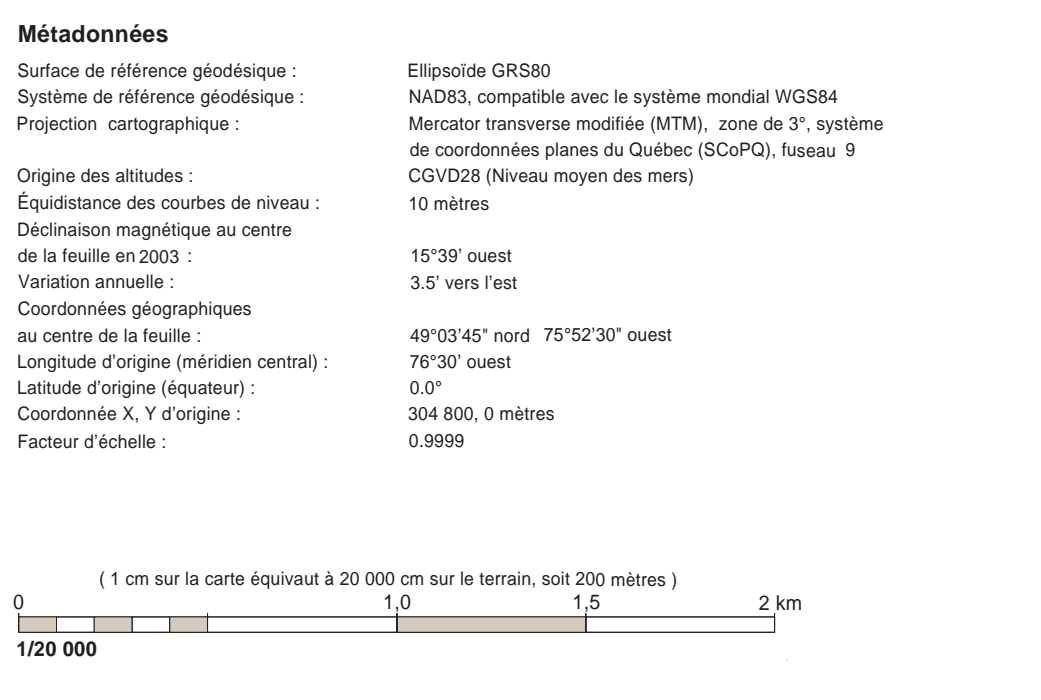 Métadonnées
Surface de référence géodésique : Ellipsoïde GRS80
Système de référence géodésique : NAD83, compatible avec le système mondial WGS84
Projection cartographique : Mercator transverse modifiée (MTM), zone de 3°, système
de coordonnées planes du Québec (SCoPQ), fuseau 9
Origine des altitudes : CGVD28 (Niveau moyen des mers)
Équidistance des courbes de niveau : 10 mètres
Déclinaison magnétique au centre
de la feuille en 2003 : 15°39' ouest
Variation annuelle : 3.5' vers l'est
Coordonnées géographiques
au centre de la feuille : 49°03'45" nord 75°52'30" ouest
Longitude d'origine (méridien central) : 76°30' ouest
Latitude d'origine (équateur) : 0.0°
Coordonnée X, Y d'origine : 304 800, 0 mètres
Facteur d'échelle : 0.9999
( 1 cm sur la carte équivaut à 20 000 cm sur le terrain, soit 200 mètres )
0 1,0 1,5 2 km
1/20 000